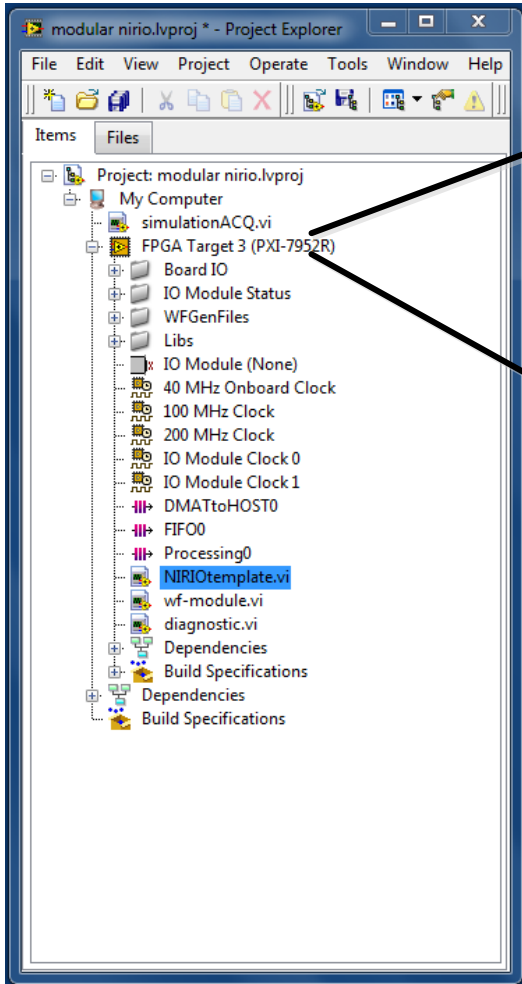 modular nirio.lvproj * - Project Explorer
File Edit View Project Operate Tools Window Help
Items Files
Project: modular nirio.lvproj
My Computer
simulationACQ.vi
FPGA Target 3 (PXI-7952R)
Board IO
IO Module Status
WFGenFiles
Libs
IO Module (None)
40 MHz Onboard Clock
100 MHz Clock
200 MHz Clock
IO Module Clock 0
IO Module Clock 1
DMATtoHOST0
FIFO0
Processing0
NIRIOtemplate.vi
wf-module.vi
diagnostic.vi
Dependencies
Build Specifications
Dependencies
Build Specifications